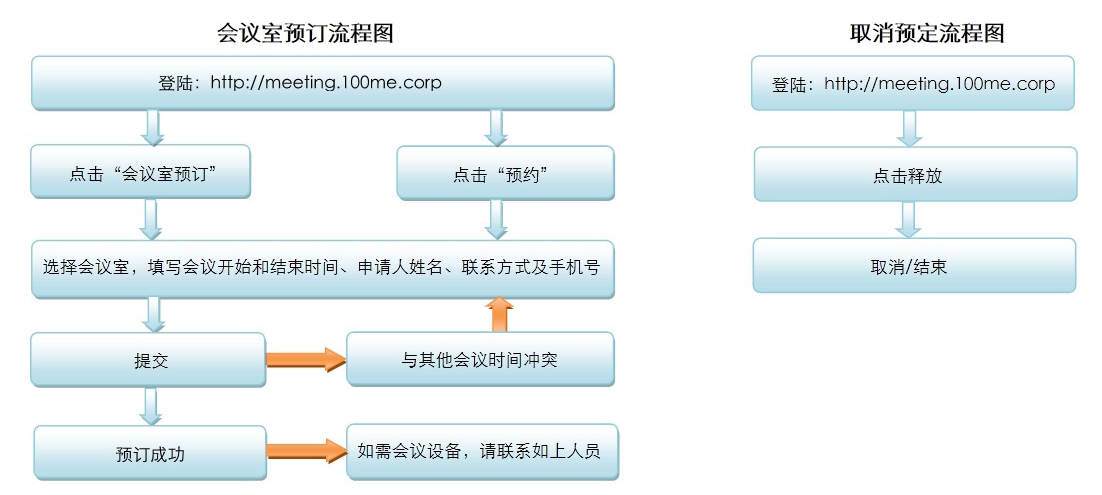 会议室预订流程图
登陆：http://meeting.100me.corp
点击“会议室预订”
点击“预约”
选择会议室，填写会议开始和结束时间、申请人姓名、联系方式及手机号
提交
与其他会议时间冲突
预订成功
如需会议设备，请联系如上人员
取消预定流程图
登陆：http://meeting.100me.corp
点击释放
取消/结束